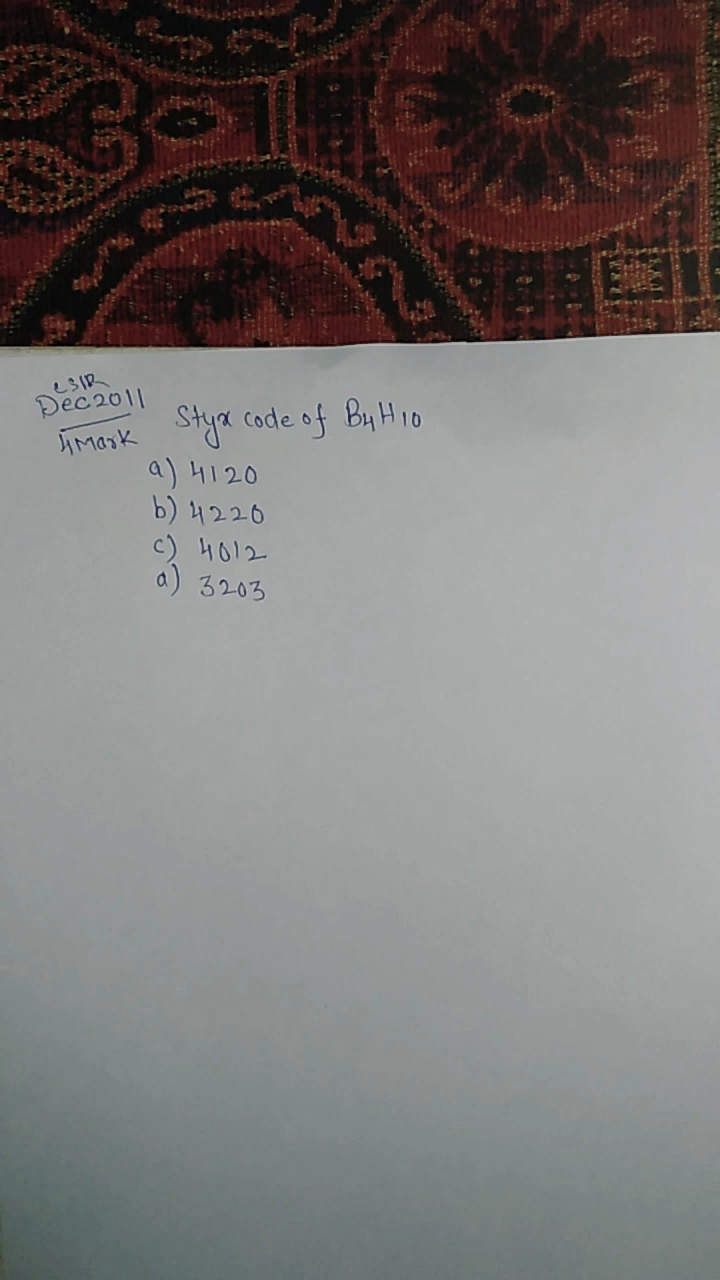 CSIR
Dec2011
4Mark
Styx code of B4H10
a) 4120
b) 4220
c) 4012
d) 3203